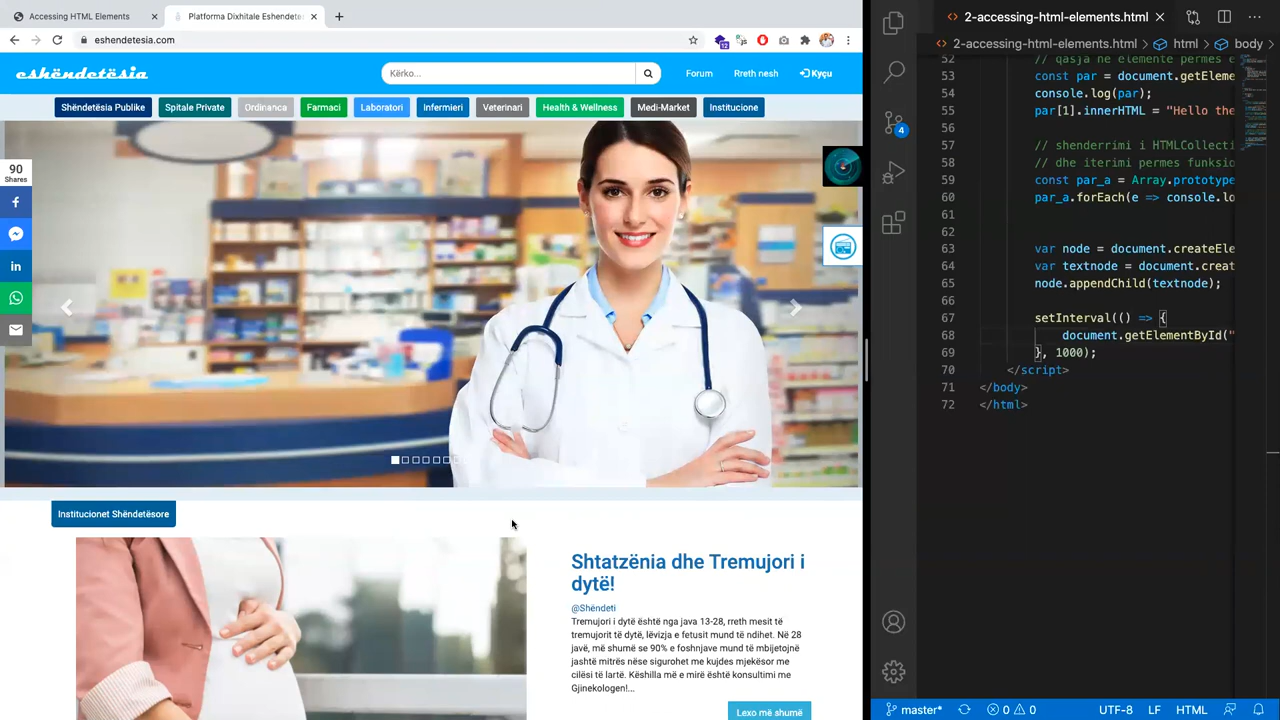 Accessing HTML Elements
Platforma Dixhitale Eshendetes
eshendetesia.com
12
js
eshëndetësia
Kërko...
Forum
Rreth nesh
Kyçu
Shëndetësia Publike
Spitale Private
Ordinanca
Farmaci
Laboratori
Infermieri
Veterinari
Health & Wellness
Medi-Market
Institucione
90
Shares
Institucionet Shëndetësore
Shtatzënia dhe Tremujori i
dytë!
@Shëndeti
Tremujori i dytë është nga java 13-28, rreth mesit të
tremujorit të dytë, lëvizja e fetusit mund të ndihet. Në 28
javë, më shumë se 90% e foshnjave mund të mbijetojnë
jashtë mitrës nëse sigurohet me kujdes mjekësor me
cilësi të lartë. Këshilla më e mirë është konsultimi me
Gjinekologen!...
Lexo më shumë
2-accessing-html-elements.html
2-accessing-html-elements.html > html > body
52 // qasja ne elemente permes e
53 const par = document.getEleme
54 console.log(par);
55 par[1].innerHTML = "Hello the
56
57 // shenderrimi i HTMLCollecti
58 // dhe iterimi permes funksio
59 const par_a = Array.prototype
60 par_a.forEach(e => console.lo
61
62
63 var node = document.createEle
64 var textnode = document.creat
65 node.appendChild(textnode);
66
67 setInterval(() => {
68 document.getElementById("
69 }, 1000);
70 </script>
71 </body>
72 </html>
4
master*
0 0
UTF-8
LF
HTML